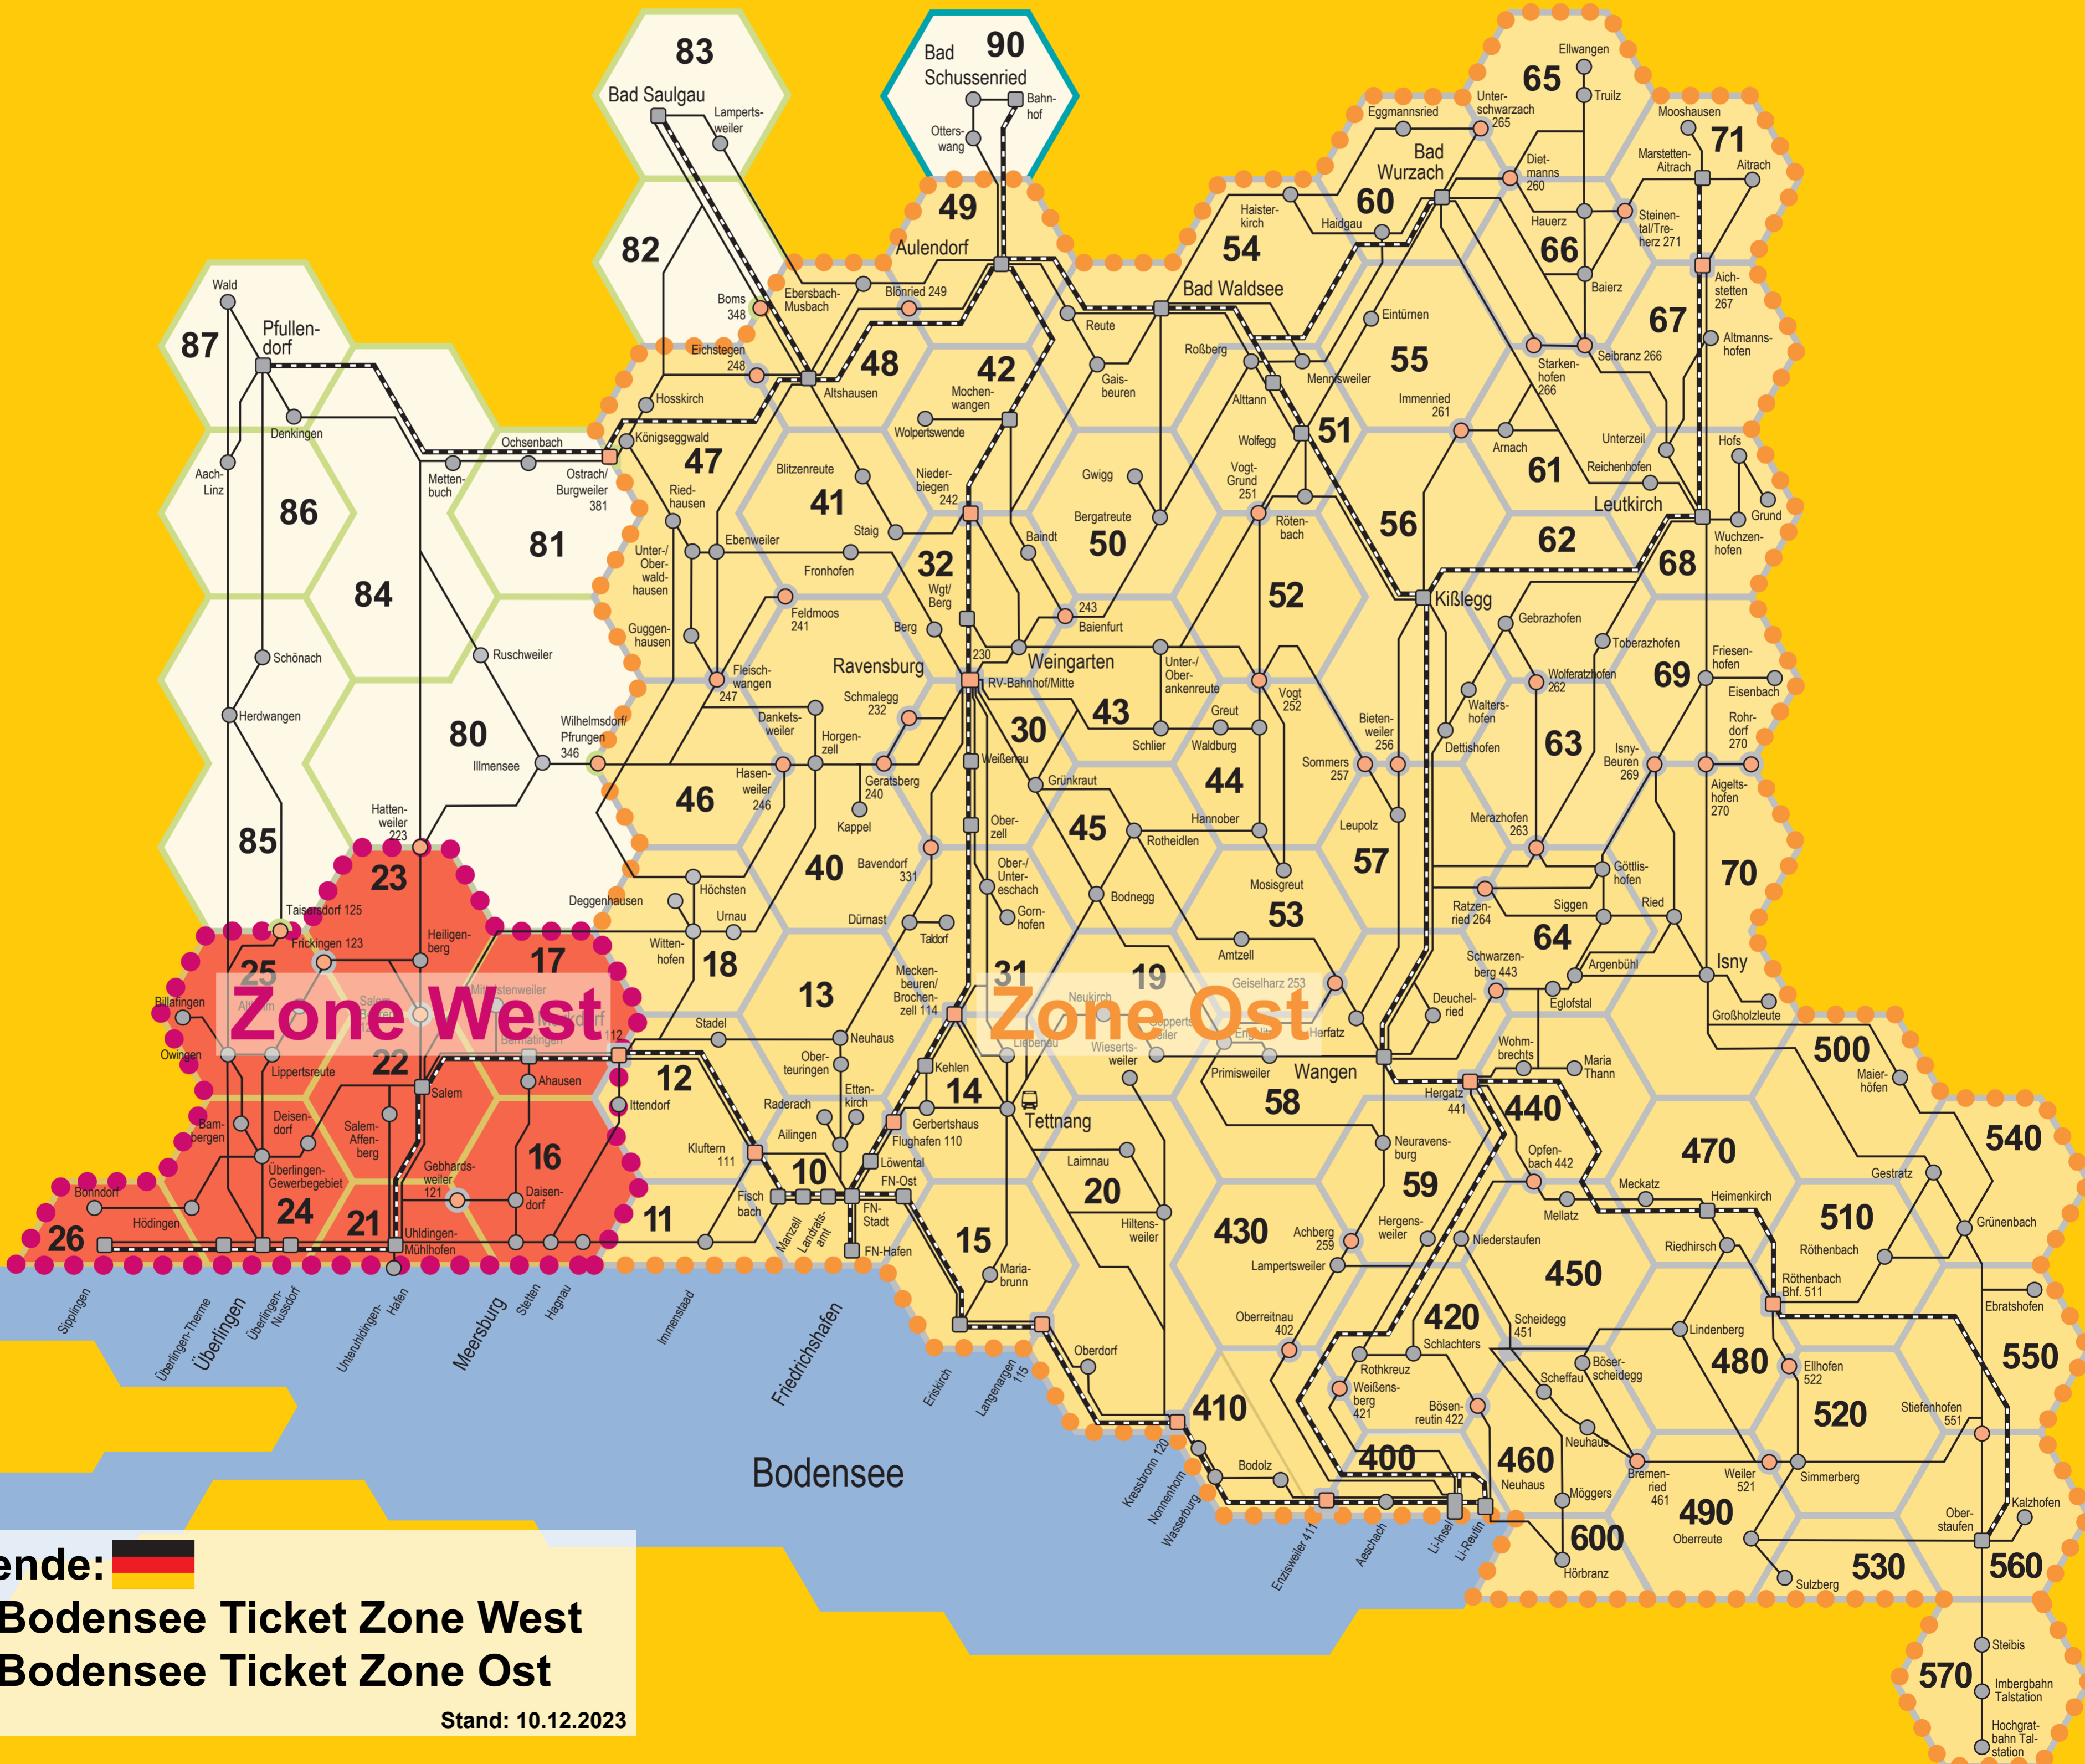 83
Bad Saulgau
Lamperts-
weiler
90
Bad
Schussenried
Bahn-
hof
Otters-
wang
82
Boms
348
Ebersbach-
Musbach
Blönried 249
49
Aulendorf
Eichstegen
248
Altshausen
Hosskirch
Königseggwald
48
42
Mochen-
wangen
Wolpertswende
Reute
Gais-
beuren
Bad Waldsee
54
Haister-
kirch
Haidgau
60
Bad
Wurzach
Eggmannsried
Unter-
schwarzach
265
65
Ellwangen
Truilz
Diet-
manns
260
Hauerz
66
Baierz
Mooshausen
71
Marstetten-
Aitrach
Aitrach
Steinen-
tal/Tre-
herz 271
Aich-
stetten
267
67
Altmanns-
hofen
Seibranz 266
Starken-
hofen
266
Eintürnen
55
Roßberg
Mennisweiler
Alttann
Wolfegg
51
Immenried
261
Arnach
61
Unterzeil
Reichenhofen
Leutkirch
Hofs
Grund
Wuchzen-
hofen
68
62
56
Kißlegg
Vogt-
Grund
251
Röten-
bach
52
Gwigg
Bergatreute
50
Nieder-
biegen
242
Baindt
32
Wgt/
Berg
Berg
243
Baienfurt
230
Weingarten
Ravensburg
RV-Bahnhof/Mitte
Blitzenreute
41
Staig
Fronhofen
Ebenweiler
47
Ried-
hausen
Unter-/
Ober-
wald-
hausen
Guggen-
hausen
Feldmoos
241
Fleisch-
wangen
247
Wald
87
Pfullen-
dorf
Denkingen
Aach-
Linz
86
Metten-
buch
Ochsenbach
Ostrach/
Burgweiler
381
81
84
Schönach
Ruschweiler
Herdwangen
80
Illmensee
Wilhelmsdorf/
Pfrungen
346
Hatten-
weiler
223
85
46
Hasen-
weiler
246
Dankets-
weiler
Horgen-
zell
Schmalegg
232
Geratsberg
240
Kappel
40
Bavendorf
331
Dürnast
Taldorf
Weißenau
Ober-
zell
Ober-/
Unter-
eschach
Gorn-
hofen
30
43
Unter-/
Ober-
ankenreute
Schlier
Greut
Waldburg
Vogt
252
44
Grünkraut
45
Rotheidlen
Hannober
Mosisgreut
Bodnegg
53
Amtzell
Geiselharz 253
Herfatz
Sommers
257
Bieten-
weiler
256
Leupolz
57
Walters-
hofen
Dettishofen
Gebrazhofen
Wolferatzhofen
262
Toberazhofen
63
Merazhofen
263
Göttlis-
hofen
Ratzen-
ried 264
Siggen
64
Ried
Argenbühl
Eglofstal
Schwarzen-
berg 443
Deuchel-
ried
Friesen-
hofen
69
Eisenbach
Rohr-
dorf
270
Isny-
Beuren
269
Aigelts-
hofen
270
70
Isny
Großholzleute
500
Maier-
höfen
540
Taisersdorf 125
Frickingen 123
23
Heiligen-
berg
25
Billafingen
Owingen
Lippertsreute
22
Salem
17
Mittelstenweiler
Bermatingen
112
Zone West
Ahausen
Ittendorf
Bam-
bergen
Deisen-
dorf
Salem-
Affen-
berg
Überlingen-
Gewerbegebiet
Gebhards-
weiler
121
16
Daisen-
dorf
Bonndorf
Hödingen
26
24
21
Uhldingen-
Mühlhofen
Sipplingen
Überlingen-Therme
Überlingen
Überlingen-
Nussdorf
Unteruhldingen-
Hafen
Meersburg
Stetten
Hagnau
Immenstaad
Friedrichshafen
Deggenhausen
Höchsten
Urnau
Witten-
hofen
18
13
Stadel
Neuhaus
12
Ober-
teuringen
Etten-
kirch
Raderach
Ailingen
Kluftern
111
10
11
Fisch
bach
Manzell
Landrats-
amt
FN-
Stadt
FN-Hafen
FN-Ost
Löwental
Flughafen 110
Gerbertshaus
14
Kehlen
Mecken-
beuren/
Brochen-
zell 114
31
19
Neukirch
Zone Ost
Liebenau
Wieserts-
weiler
Tettnang
Primisweiler
Wangen
58
Laimnau
20
Hiltens-
weiler
15
Maria-
brunn
Eriskirch
Langenargen
115
Oberdorf
Kressbronn 120
Nonnenhorn
Wasserburg
Bodensee
Neuravens-
burg
59
430
Achberg
259
Hergens-
weiler
Lampertsweiler
Oberreitnau
402
410
Bodolz
Enzisweiler 411
Aeschach
Li-Insel
Li-Reutin
400
Weißens-
berg
421
Rothkreuz
Schlachters
420
Bösen-
reutin 422
Niederstaufen
Hergatz
441
440
Wohm-
brechts
Maria
Thann
Opfen-
bach 442
Mellatz
Meckatz
Heimenkirch
470
Riedhirsch
450
Scheidegg
451
Scheffau
Böser-
scheidegg
Lindenberg
480
Neuhaus
460
Neuhaus
Möggers
600
Hörbranz
Bremen-
ried
461
490
Weiler
521
Simmerberg
Oberreute
Sulzberg
530
520
Ellhofen
522
Röthenbach
Bhf. 511
Röthenbach
510
Gestratz
Grünenbach
Ebratshofen
550
Stiefenhofen
551
Ober-
staufen
Kalzhofen
560
Steibis
570
Imbergbahn
Talstation
Hochgrat-
bahn Tal-
station
ende:
Bodensee Ticket Zone West
Bodensee Ticket Zone Ost
Stand: 10.12.2023